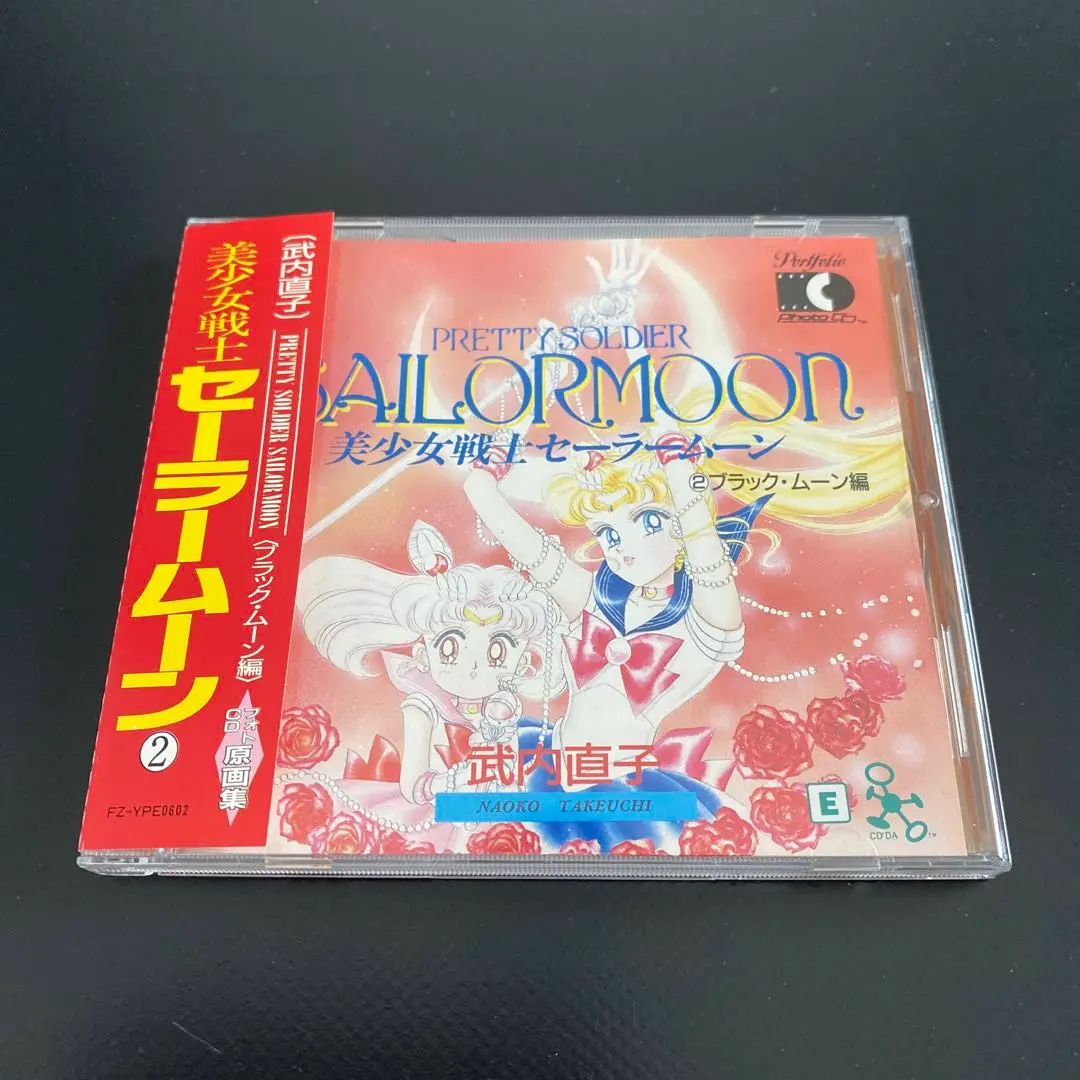 (武内直子)
PRETTY SOLDIER SAILORMOON
〈ブラック・ムーン編〉
美少女戦士
セーラームーン
②
フォトCD
原画集
FZ-YPE0602
Portfolio
Photo CD™
PRETTY SOLDIER
SAILORMOON
美少女戦士セーラームーン
②ブラック・ムーン編
武内直子
NAOKO TAKEUCHI
E
CD'DA™